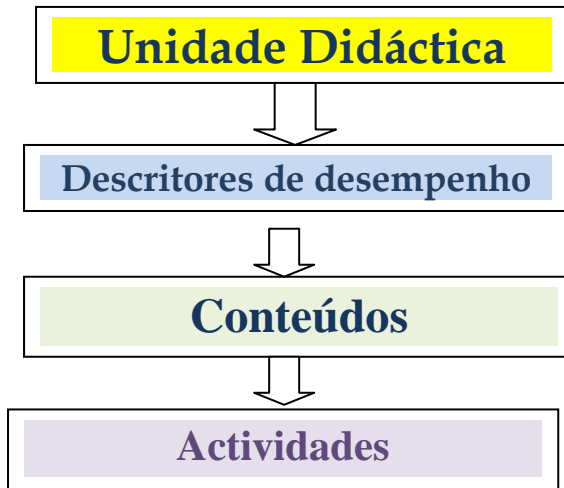 Unidade Didáctica
Descritores de desempenho
Conteúdos
Actividades